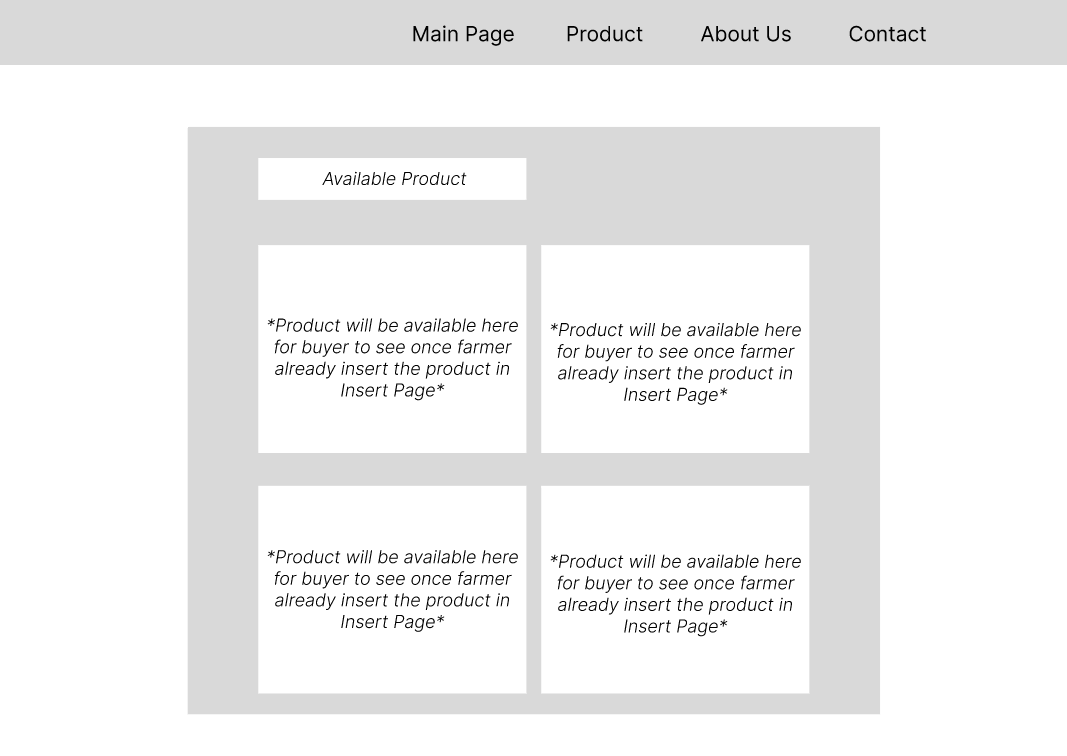 Main Page Product About Us Contact
Available Product
*Product will be available here
for buyer to see once farmer
already insert the product in
Insert Page*
*Product will be available here
for buyer to see once farmer
already insert the product in
Insert Page*
*Product will be available here
for buyer to see once farmer
already insert the product in
Insert Page*
*Product will be available here
for buyer to see once farmer
already insert the product in
Insert Page*